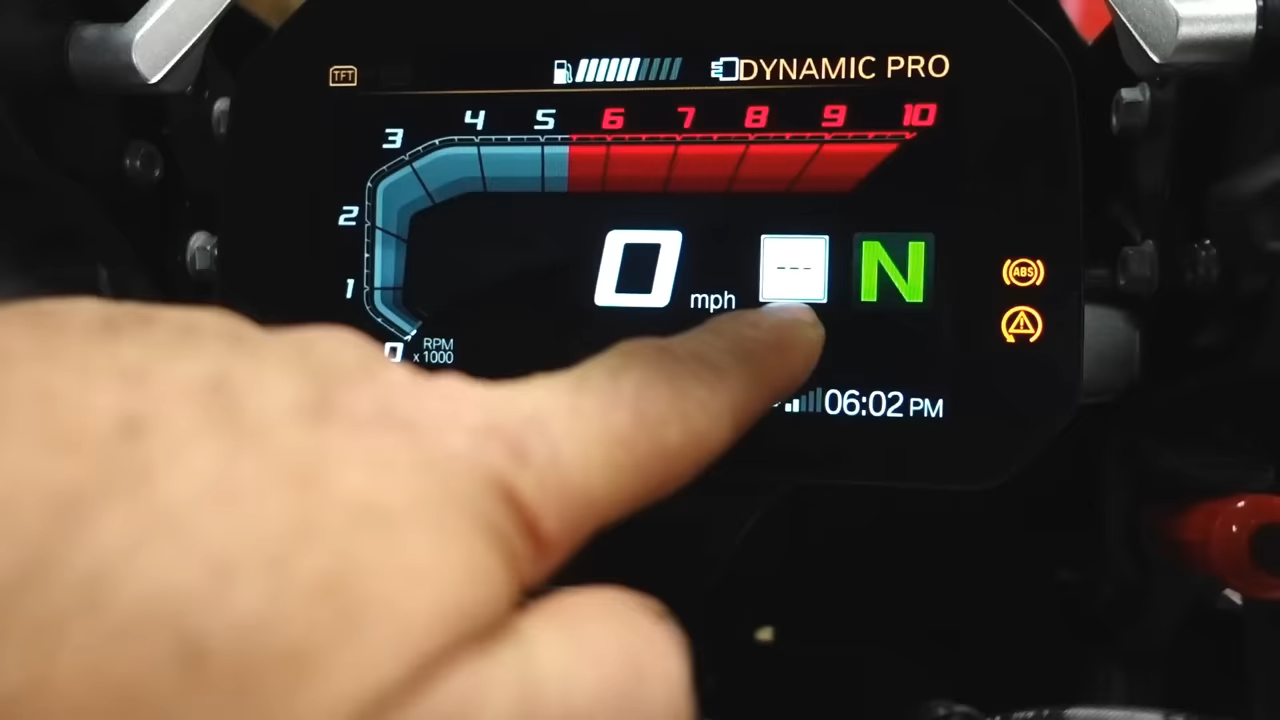 TFT
DYNAMIC PRO
1 2 3 4 5 6 7 8 9 10
0
RPM
x 1000
0 mph
---
N
ABS
06:02 PM